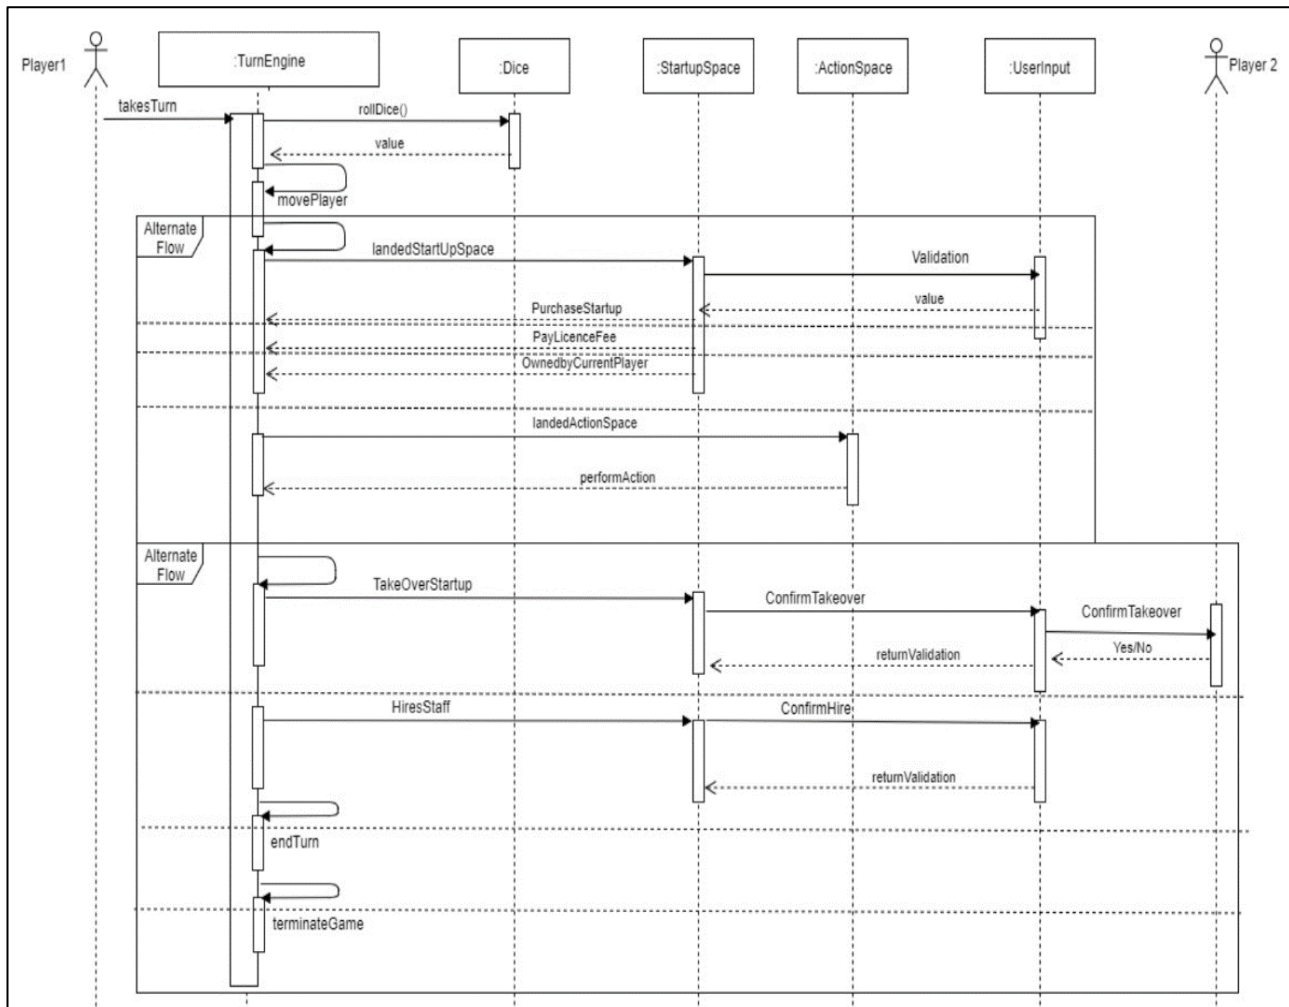 Player1
:TurnEngine
:Dice
:StartupSpace
:ActionSpace
:UserInput
Player 2
takesTurn
rollDice()
value
movePlayer
Alternate
Flow
landedStartUpSpace
Validation
value
PurchaseStartup
PayLicenceFee
OwnedbyCurrentPlayer
landedActionSpace
performAction
Alternate
Flow
TakeOverStartup
ConfirmTakeover
ConfirmTakeover
Yes/No
returnValidation
HiresStaff
ConfirmHire
returnValidation
endTurn
terminateGame